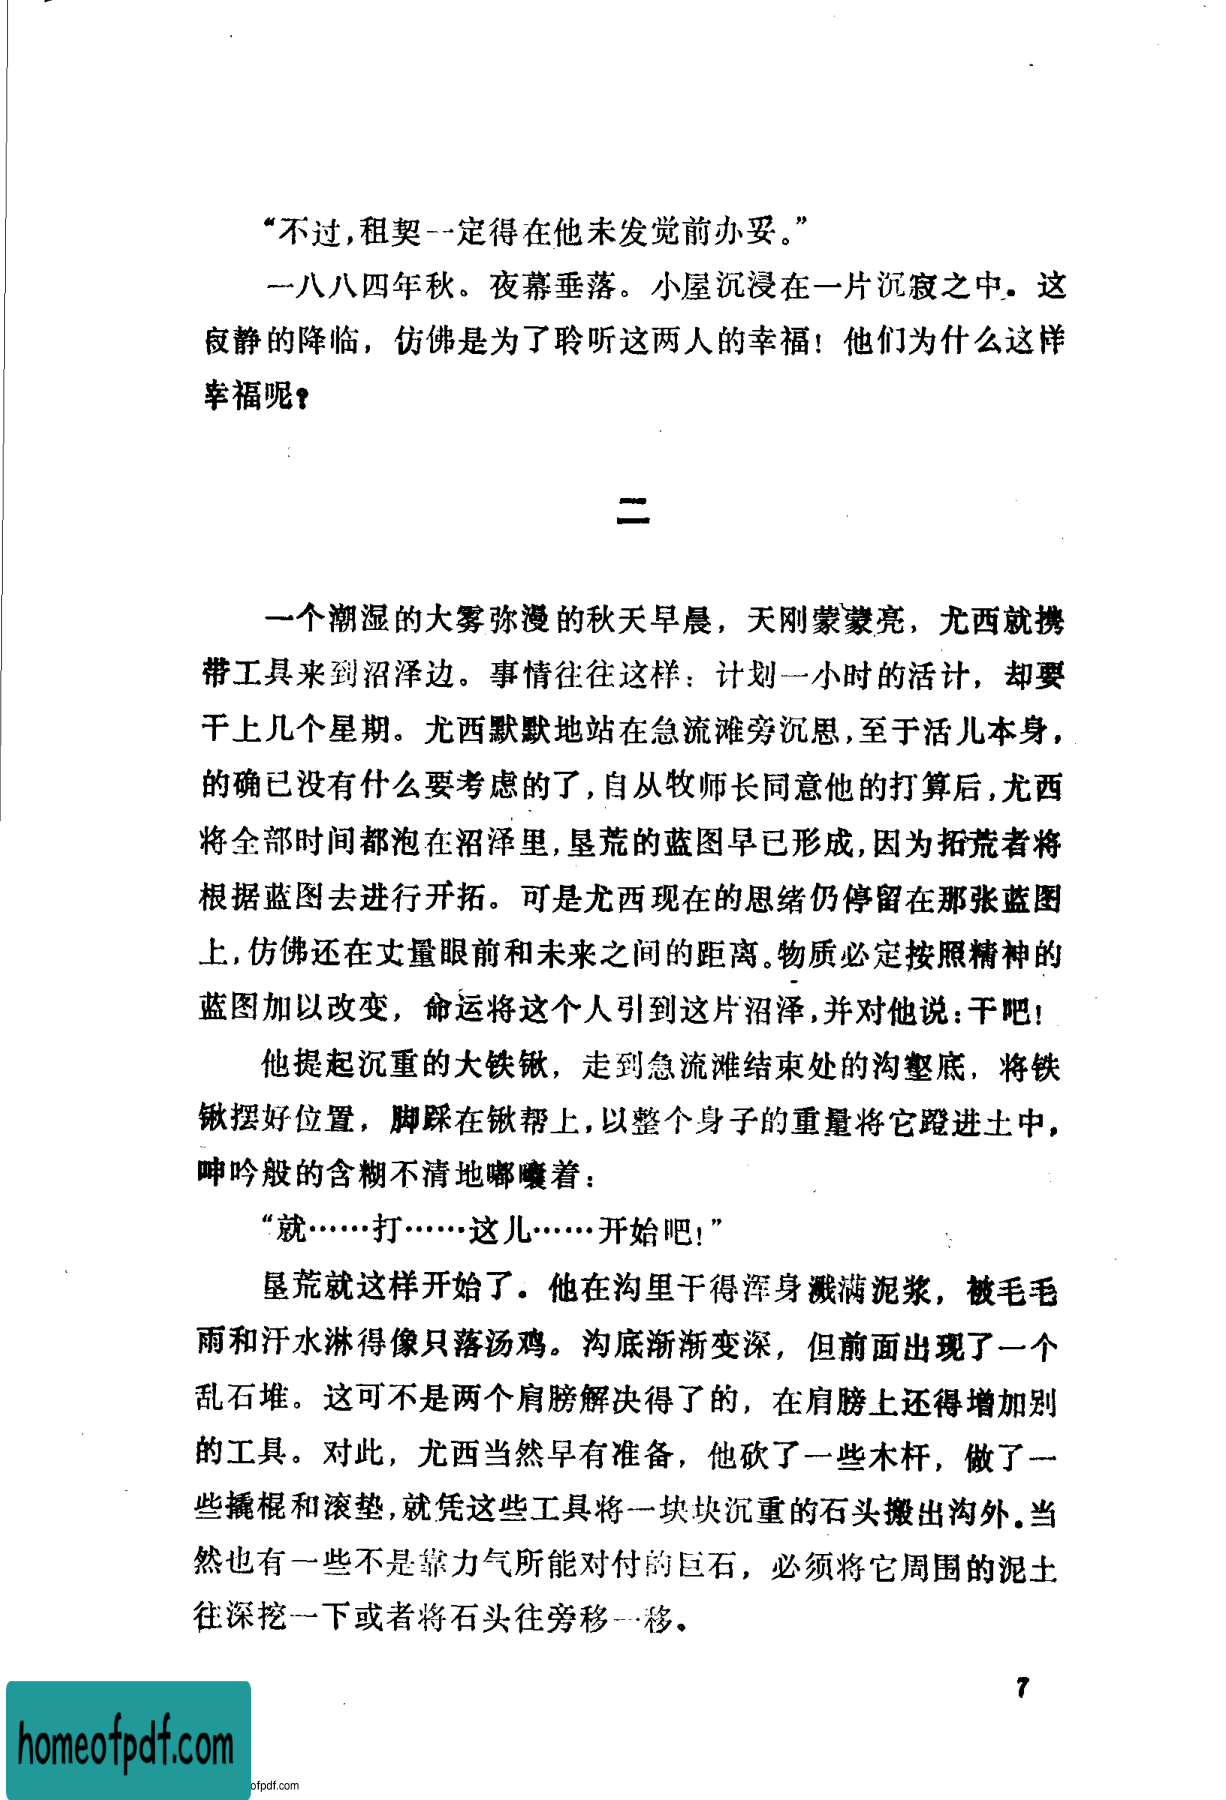 “不过，租契一定得在他未发觉前办妥。”
一八八四年秋。夜幕垂落。小屋沉浸在一片沉寂之中。这
寂静的降临，仿佛是为了聆听这两人的幸福！他们为什么这样
幸福呢？
二
一个潮湿的大雾弥漫的秋天早晨，天刚蒙蒙亮，尤西就携
带工具来到沼泽边。事情往往这样：计划一小时的活计，却要
干上几个星期。尤西默默地站在急流滩旁沉思，至于活儿本身，
的确已没有什么要考虑的了，自从牧师长同意他的打算后，尤西
将全部时间都泡在沼泽里，垦荒的蓝图早已形成，因为拓荒者将
根据蓝图去进行开拓。可是尤西现在的思绪仍停留在那张蓝图
上，仿佛还在丈量眼前和未来之间的距离。物质必定按照精神的
蓝图加以改变，命运将这个人引到这片沼泽，并对他说：干吧！
他提起沉重的大铁锹，走到急流滩结束处的沟壑底，将铁
锹摆好位置，脚踩在锹帮上，以整个身子的重量将它蹬进土中，
呻吟般的含糊不清地嘟囔着：
“就……打……这儿……开始吧！”
垦荒就这样开始了。他在沟里干得浑身溅满泥浆，被毛毛
雨和汗水淋得像只落汤鸡。沟底渐渐变深，但前面出现了一个
乱石堆。这可不是两个肩膀解决得了的，在肩膀上还得增加别
的工具。对此，尤西当然早有准备，他砍了一些木杆，做了一
些撬棍和滚垫，就凭这些工具将一块块沉重的石头搬出沟外。当
然也有一些不是靠力气所能对付的巨石，必须将它周围的泥土
往深挖一下或者将石头往旁移一移。
7
homeofpdf.com
ofpdf.com